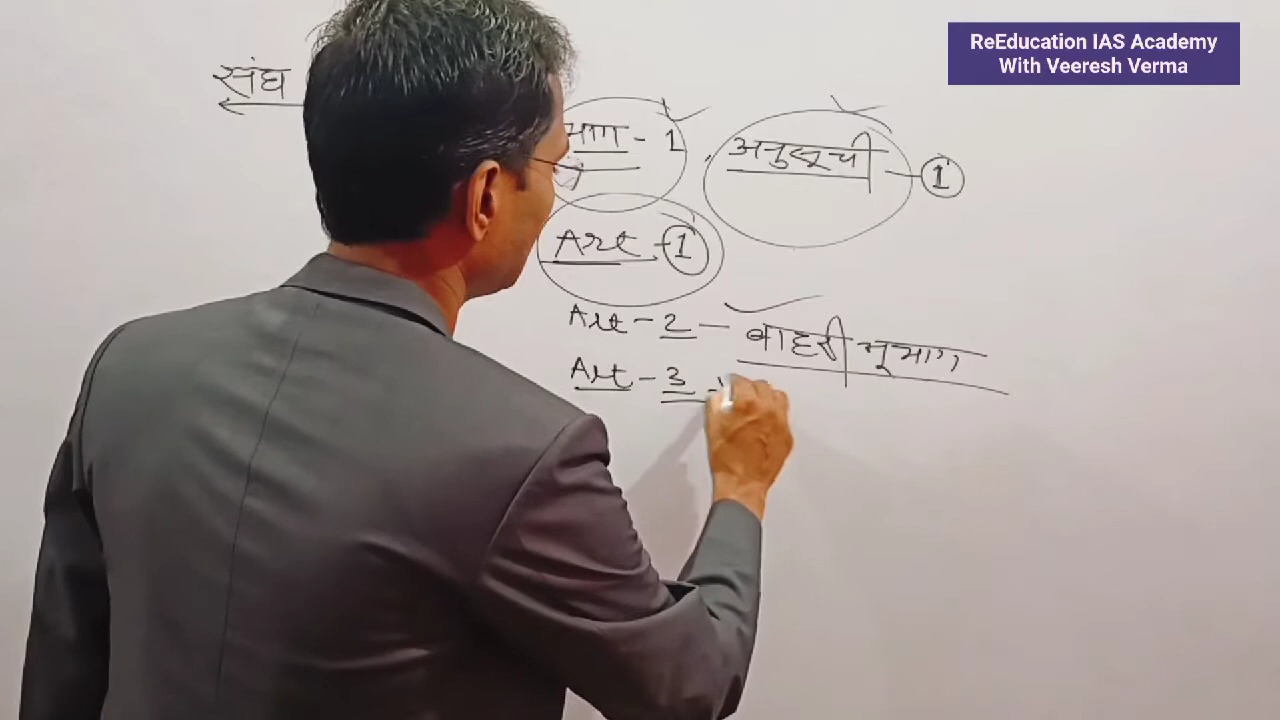 ReEducation IAS Academy
With Veeresh Verma
संघ
भाग - 1 , अनुसूची - 1
Art - 1
Art - 2 - बाहरी भूभाग
Art - 3